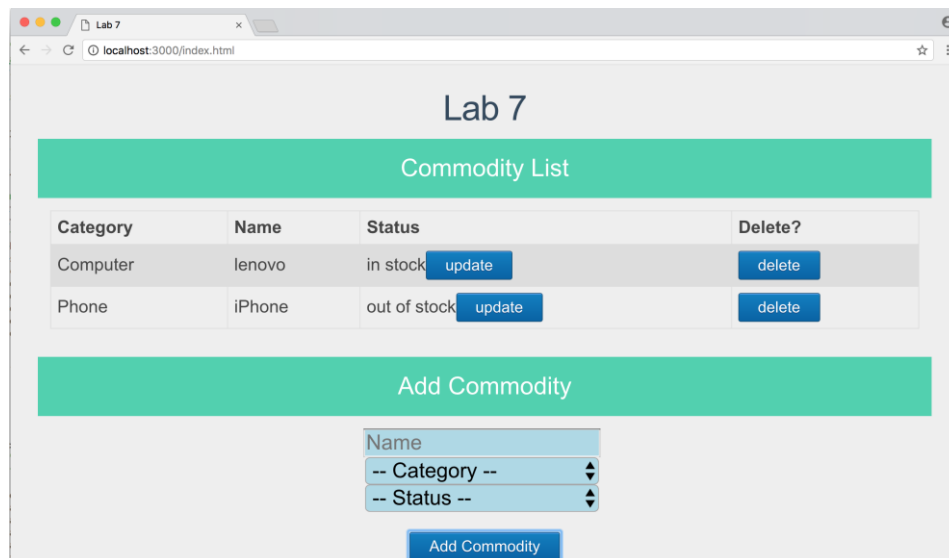 Lab 7
localhost:3000/index.html
Lab 7
Commodity List
Category Name Status Delete?
Computer lenovo in stock update delete
Phone iPhone out of stock update delete
Add Commodity
Name
-- Category --
-- Status --
Add Commodity